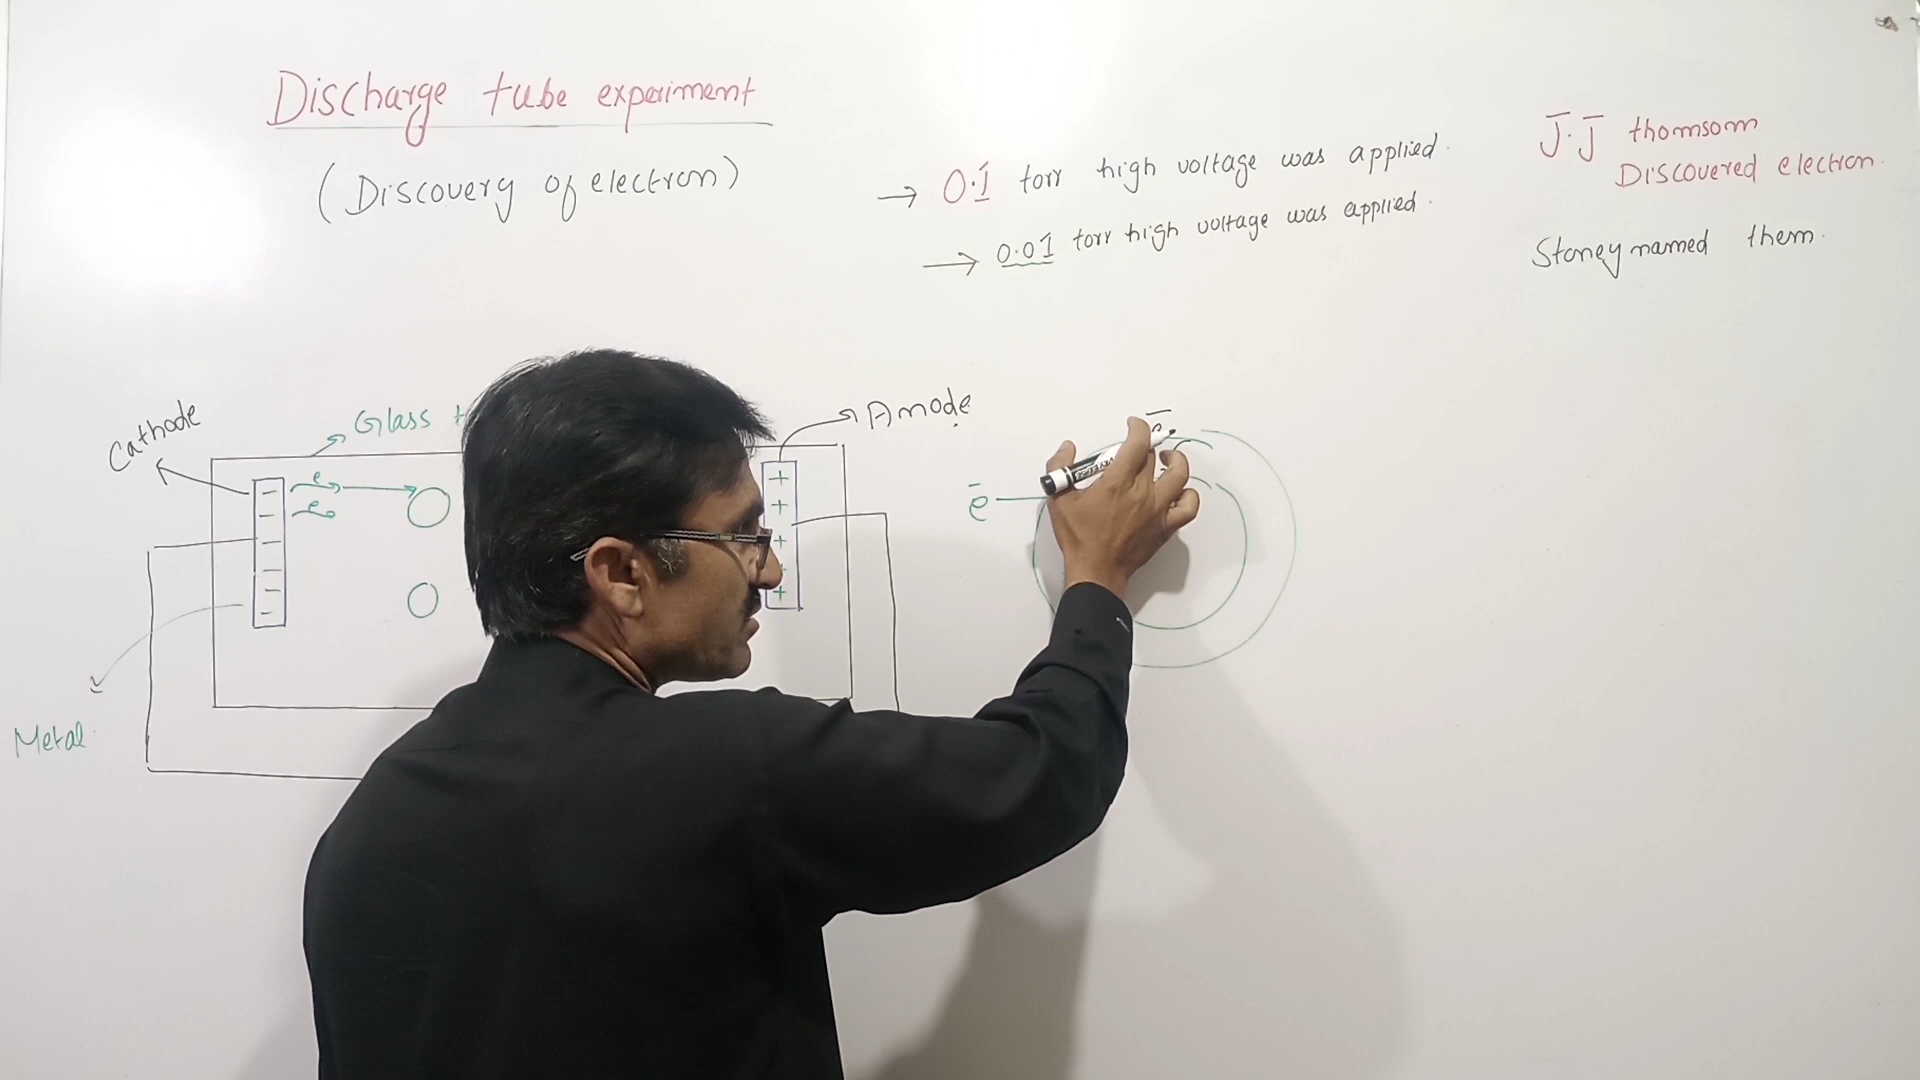 Discharge tube experiment
(Discovery of electron)
→ 0.1 torr high voltage was applied.
→ 0.01 torr high voltage was applied.
J.J thomsom
Discovered electron.
Stoney named them.
Cathode
Glass t
Anode
e
e
e
Metal